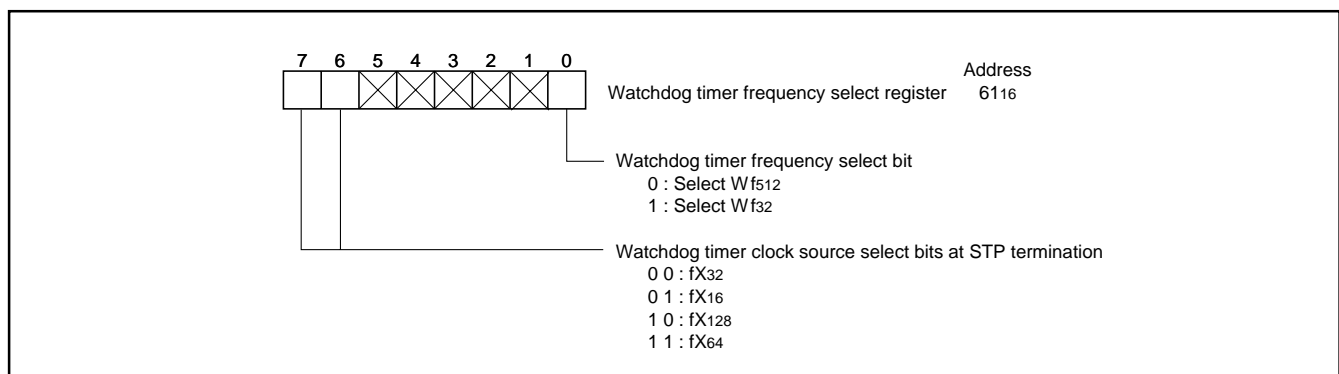 7 6 5 4 3 2 1 0
Address
Watchdog timer frequency select register 6116
Watchdog timer frequency select bit
0 : Select Wf512
1 : Select Wf32
Watchdog timer clock source select bits at STP termination
0 0 : fX32
0 1 : fX16
1 0 : fX128
1 1 : fX64